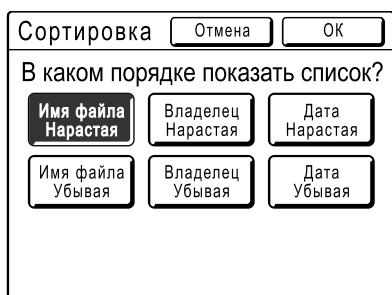 Сортировка Отмена ОК
В каком порядке показать список?
Имя файла Владелец Дата
Нарастая Нарастая Нарастая
Имя файла Владелец Дата
Убывая Убывая Убывая